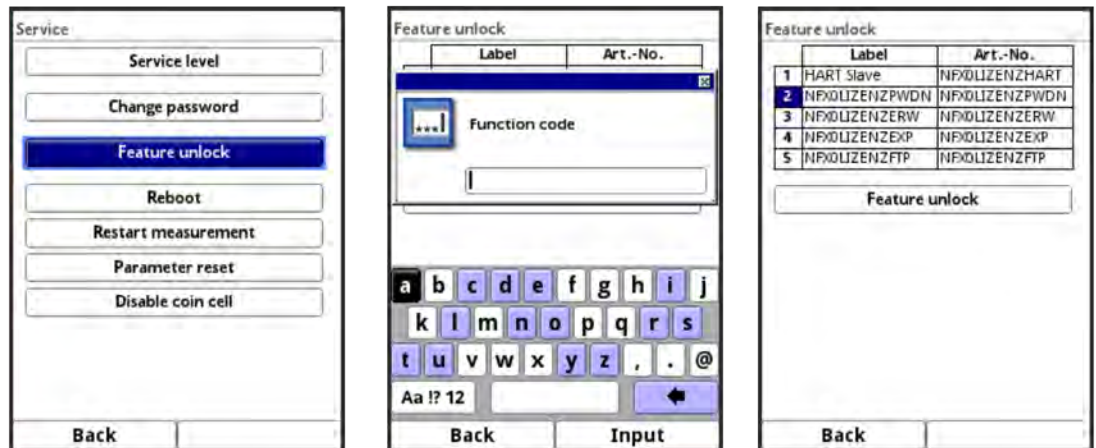 Service
Service level
Change password
Feature unlock
Reboot
Restart measurement
Parameter reset
Disable coin cell
Back
Feature unlock
Label Art.-No.
Function code
a b c d e f g h i j
k l m n o p q r s
t u v w x y z , . @
Aa !? 12
Back Input
Feature unlock
Label Art.-No.
1 HART Slave NFX0LIZENZHART
2 NFX0LIZENZPWDN NFX0LIZENZPWDN
3 NFX0LIZENZERW NFX0LIZENZERW
4 NFX0LIZENZEXP NFX0LIZENZEXP
5 NFX0LIZENZFTP NFX0LIZENZFTP
Feature unlock
Back